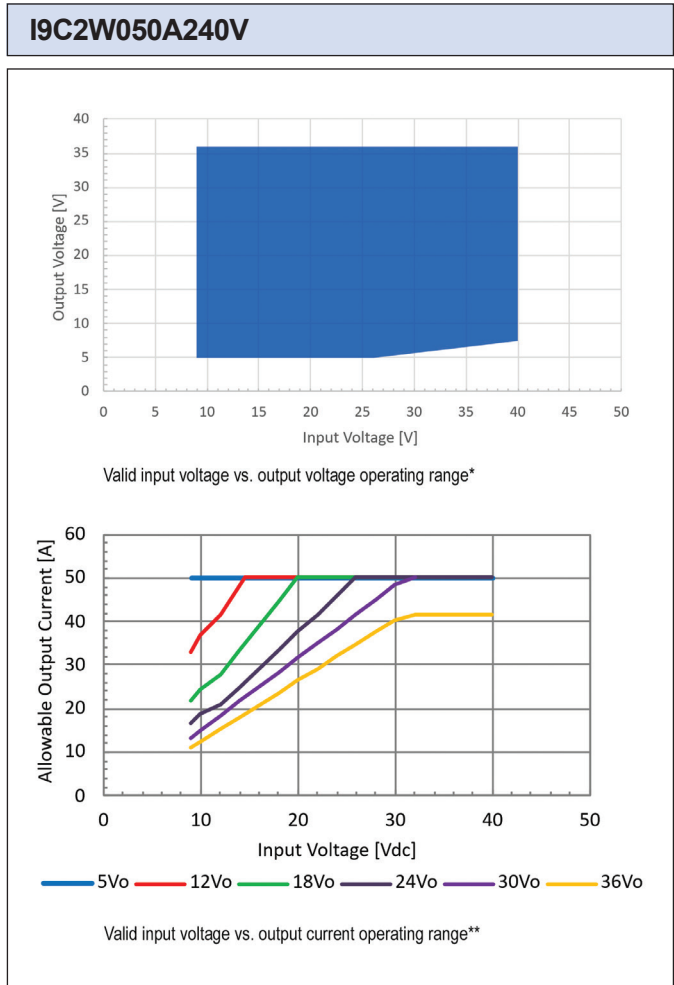 I9C2W050A240V
40
35
30
25
20
15
10
5
0
Output Voltage [V]
0 5 10 15 20 25 30 35 40 45 50
Input Voltage [V]
Valid input voltage vs. output voltage operating range*
60
50
40
30
20
10
0
Allowable Output Current [A]
0 10 20 30 40 50
Input Voltage [Vdc]
5Vo 12Vo 18Vo 24Vo 30Vo 36Vo
Valid input voltage vs. output current operating range**